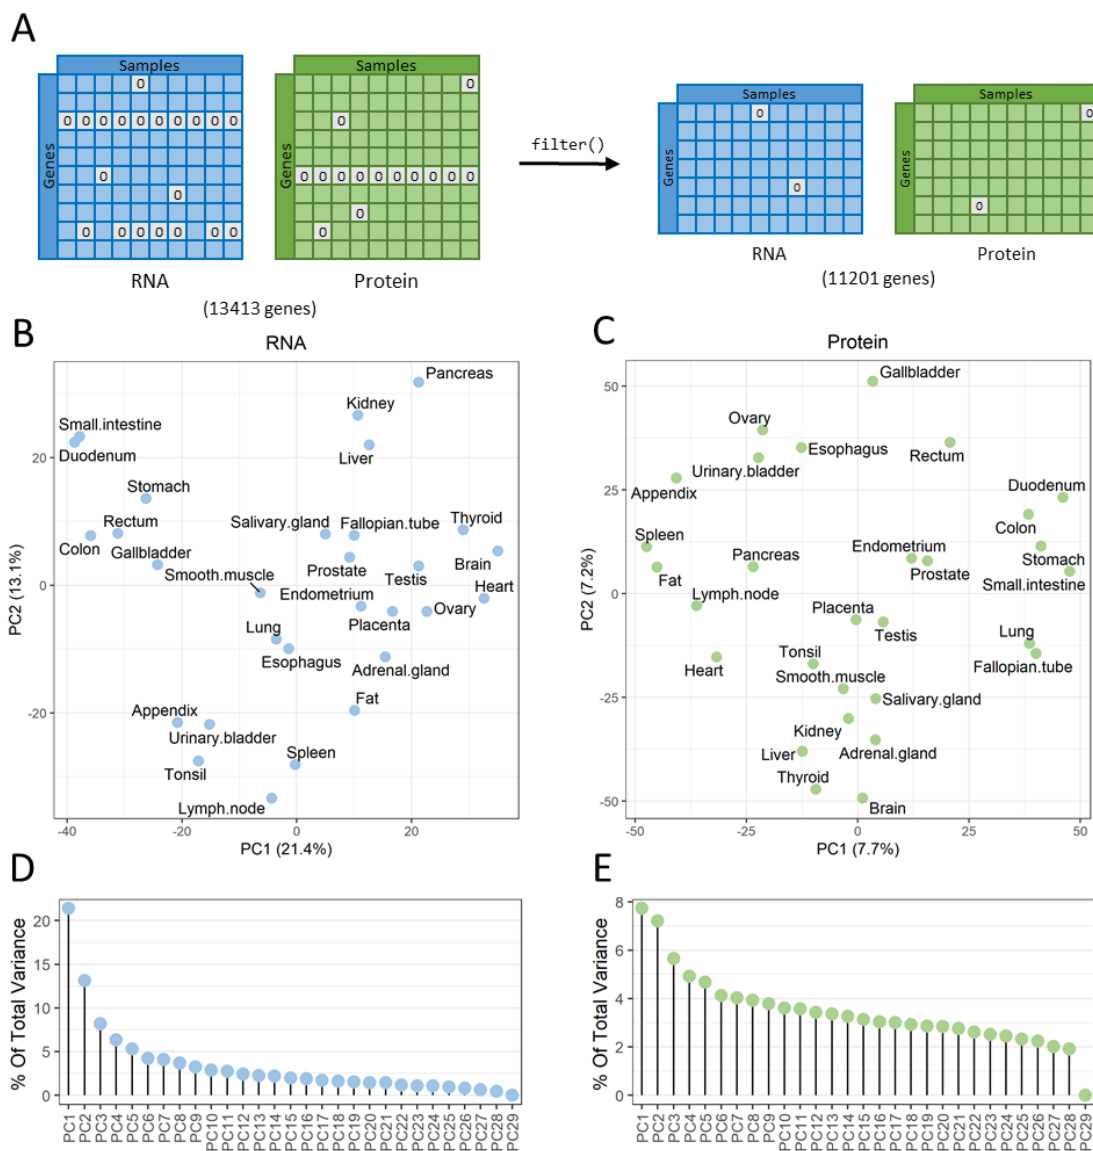 A
Samples
Genes
0
0 0 0 0 0 0 0 0 0 0
0
0
0 0 0 0 0 0 0
RNA
Samples
Genes
0
0
0 0 0 0 0 0 0 0 0 0
0
0
Protein
(13413 genes)
filter()
Samples
Genes
0
0
RNA
Samples
Genes
0
0
Protein
(11201 genes)
B
RNA
Pancreas
Kidney
Small.intestine
Duodenum
Liver
Stomach
Rectum
Salivary.gland
Fallopian.tube
Thyroid
Colon
Gallbladder
Brain
Smooth.muscle
Prostate
Testis
Heart
Endometrium
Placenta
Ovary
Lung
Esophagus
Adrenal.gland
Fat
Appendix
Urinary.bladder
Tonsil
Spleen
Lymph.node
20
0
-20
PC2 (13.1%)
-40 -20 0 20
PC1 (21.4%)
C
Protein
Gallbladder
Ovary
Esophagus
Rectum
Urinary.bladder
Appendix
Duodenum
Colon
Spleen
Endometrium
Stomach
Pancreas
Fat
Prostate
Small.intestine
Lymph.node
Placenta
Testis
Lung
Heart
Tonsil
Fallopian.tube
Smooth.muscle
Salivary.gland
Kidney
Liver
Adrenal.gland
Thyroid
Brain
50
25
0
-25
-50
PC2 (7.2%)
-50 -25 0 25 50
PC1 (7.7%)
D
% Of Total Variance
20
15
10
5
0
PC1 PC2 PC3 PC4 PC5 PC6 PC7 PC8 PC9 PC10 PC11 PC12 PC13 PC14 PC15 PC16 PC17 PC18 PC19 PC20 PC21 PC22 PC23 PC24 PC25 PC26 PC27 PC28 PC29
E
% Of Total Variance
8
6
4
2
0
PC1 PC2 PC3 PC4 PC5 PC6 PC7 PC8 PC9 PC10 PC11 PC12 PC13 PC14 PC15 PC16 PC17 PC18 PC19 PC20 PC21 PC22 PC23 PC24 PC25 PC26 PC27 PC28 PC29